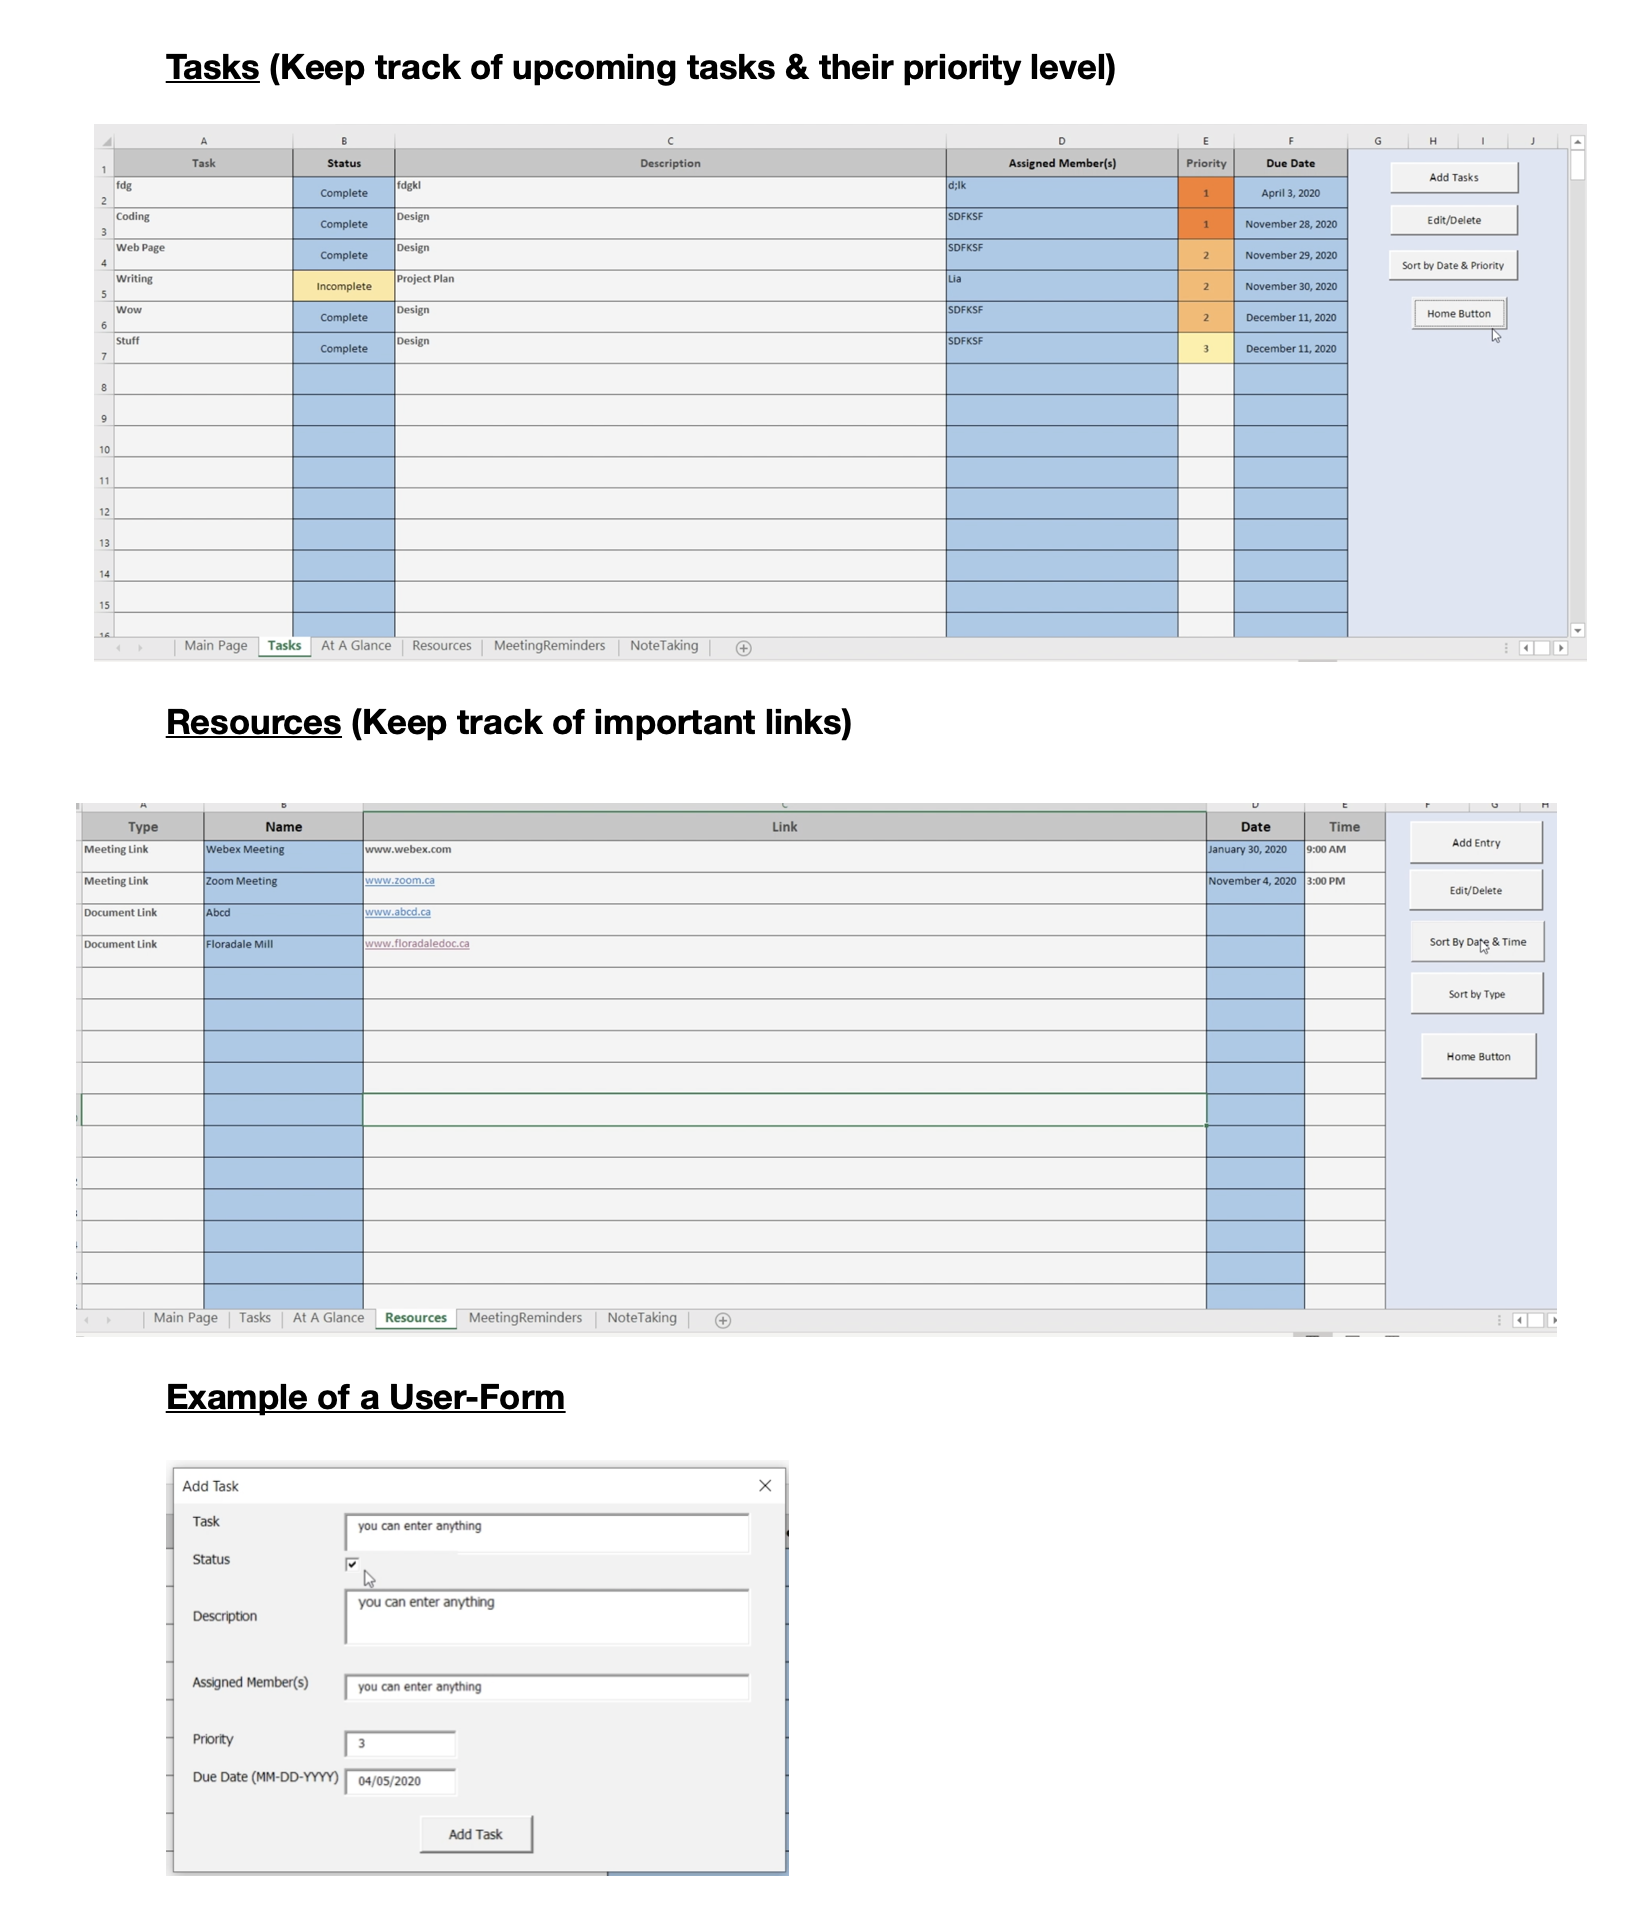 Tasks (Keep track of upcoming tasks & their priority level)
A B C D E F G H I J
1 Task Status Description Assigned Member(s) Priority Due Date
2 fdg Complete fdgkl d;lk 1 April 3, 2020
3 Coding Complete Design SDFKSF 1 November 28, 2020
4 Web Page Complete Design SDFKSF 2 November 29, 2020
5 Writing Incomplete Project Plan Lia 2 November 30, 2020
6 Wow Complete Design SDFKSF 2 December 11, 2020
7 Stuff Complete Design SDFKSF 3 December 11, 2020
8
9
10
11
12
13
14
15
16
Add Tasks
Edit/Delete
Sort by Date & Priority
Home Button
Main Page Tasks At A Glance Resources MeetingReminders NoteTaking
Resources (Keep track of important links)
A B C D E F G H
Type Name Link Date Time
Meeting Link Webex Meeting www.webex.com January 30, 2020 9:00 AM
Meeting Link Zoom Meeting www.zoom.ca November 4, 2020 3:00 PM
Document Link Abcd www.abcd.ca
Document Link Floradale Mill www.floradaledoc.ca
Add Entry
Edit/Delete
Sort By Date & Time
Sort by Type
Home Button
Main Page Tasks At A Glance Resources MeetingReminders NoteTaking
Example of a User-Form
Add Task
Task you can enter anything
Status
Description you can enter anything
Assigned Member(s) you can enter anything
Priority 3
Due Date (MM-DD-YYYY) 04/05/2020
Add Task